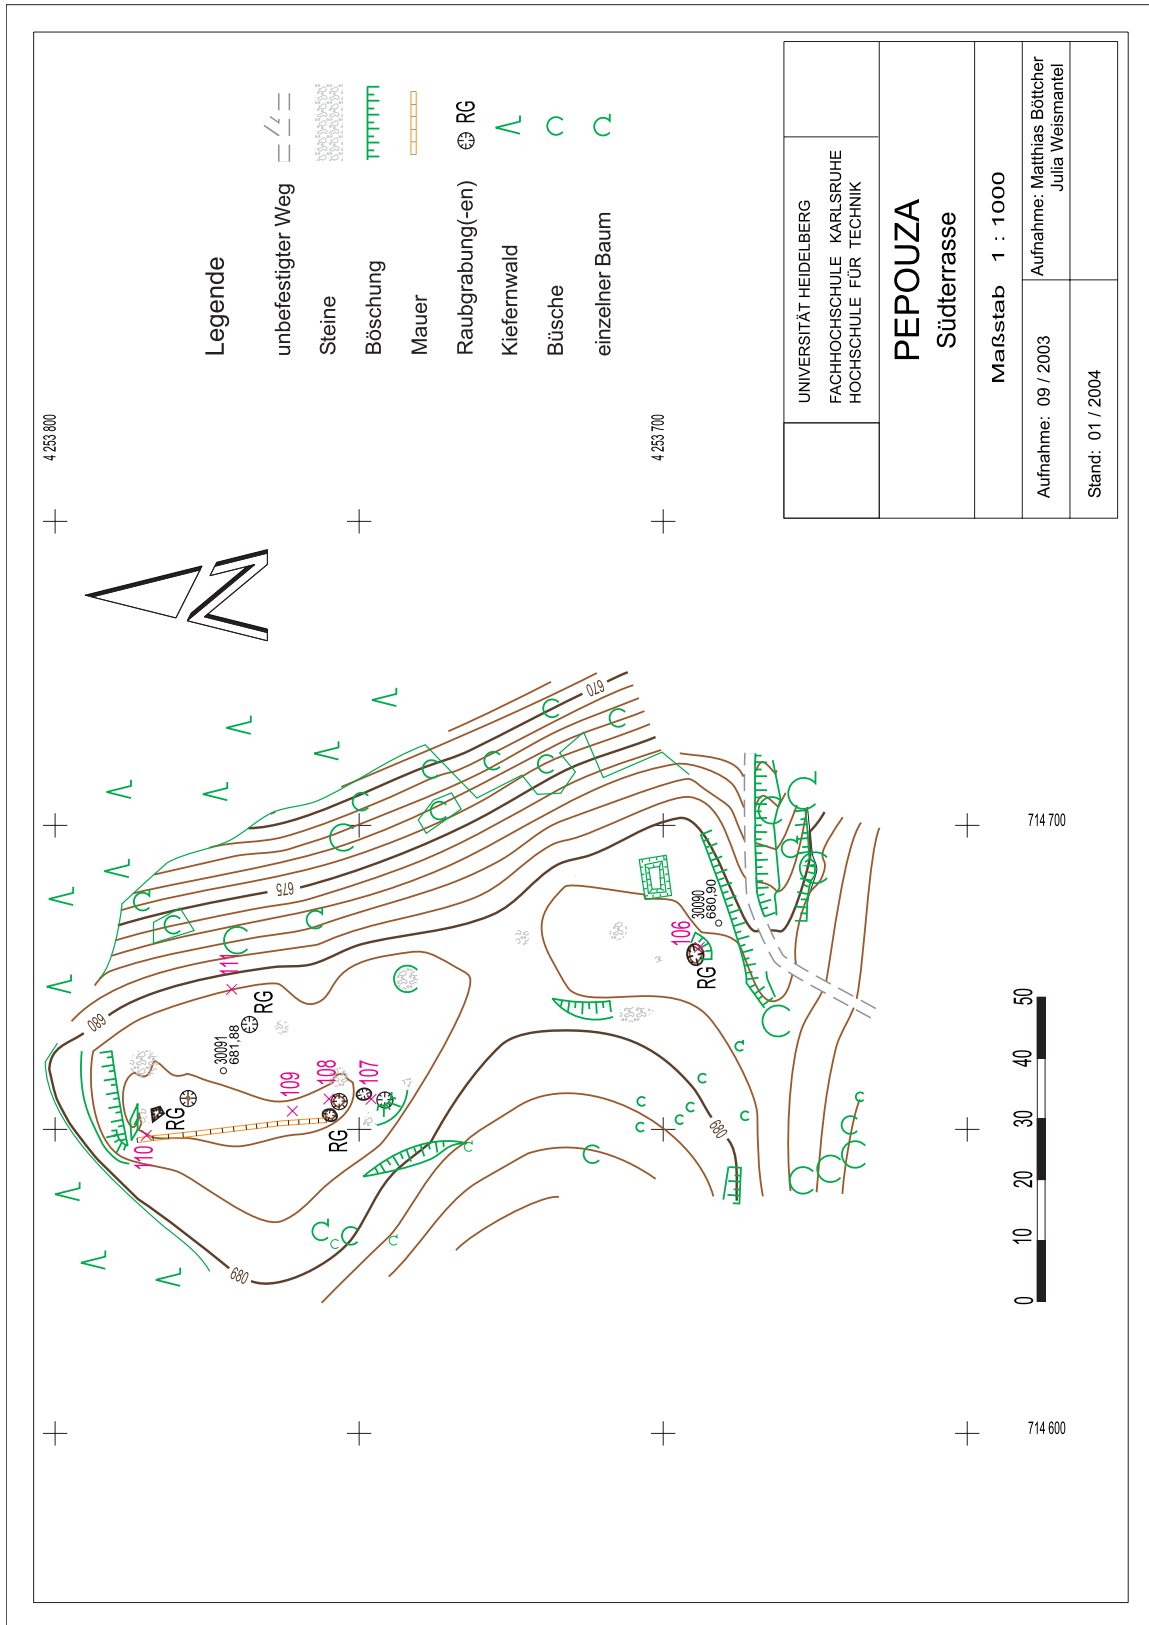 Legende
unbefestigter Weg
Steine
Böschung
Mauer
Raubgrabung(-en)
RG
Kiefernwald
Büsche
einzelner Baum
UNIVERSITÄT HEIDELBERG
FACHHOCHSCHULE KARLSRUHE
HOCHSCHULE FÜR TECHNIK
PEPOUZA
Südterrasse
Maßstab 1 : 1000
Aufnahme: 09 / 2003
Aufnahme: Matthias Böttcher
Julia Weismantel
Stand: 01 / 2004
4 253 800
4 253 700
714 700
714 600
N
670
675
680
680
680
111
110
109
108
107
106
RG
RG
RG
RG
30091
681,88
30090
680,90
0
10
20
30
40
50